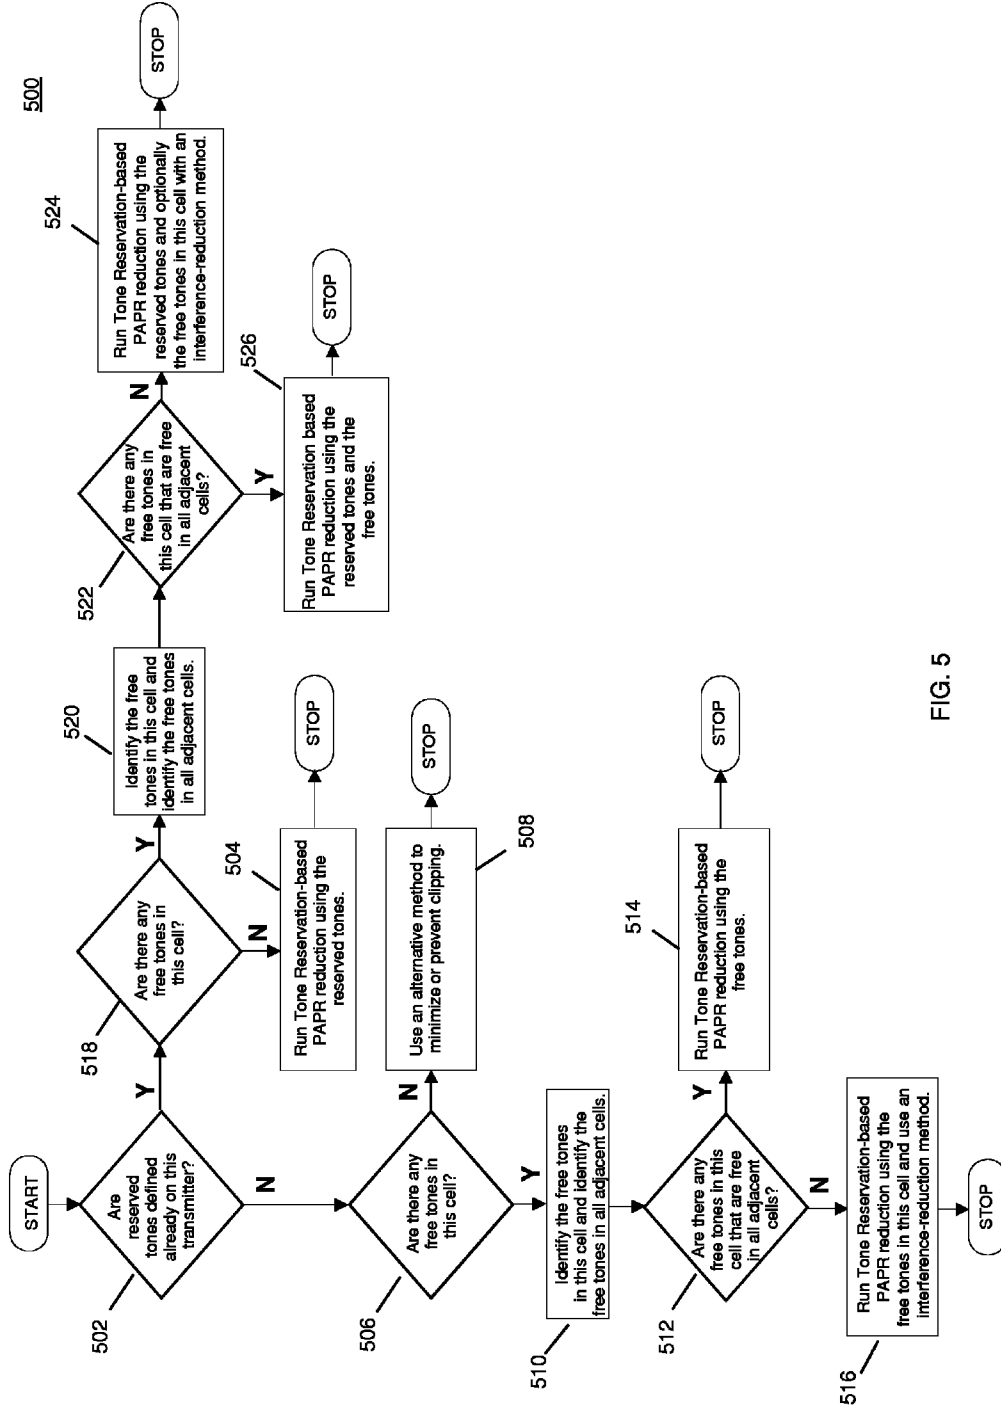 500
START
502
Are
reserved
tones defined
already on this
transmitter?
Y
N
518
Are there any
free tones in
this cell?
Y
N
504
Run Tone Reservation-based
PAPR reduction using the
reserved tones.
STOP
520
Identify the free
tones in this cell and
identify the free tones
in all adjacent cells.
522
Are there any
free tones in
this cell that are free
in all adjacent
cells?
N
Y
524
Run Tone Reservation-based
PAPR reduction using the
reserved tones and optionally
the free tones in this cell with an
interference-reduction method.
STOP
526
Run Tone Reservation based
PAPR reduction using the
reserved tones and the
free tones.
STOP
506
Are there any
free tones in
this cell?
N
Y
508
Use an alternative method to
minimize or prevent clipping.
STOP
510
Identify the free tones
in this cell and identify the
free tones in all adjacent cells.
512
Are there any
free tones in this
cell that are free
in all adjacent
cells?
Y
N
514
Run Tone Reservation-based
PAPR reduction using the
free tones.
STOP
516
Run Tone Reservation-based
PAPR reduction using the
free tones in this cell and use an
interference-reduction method.
STOP
FIG. 5